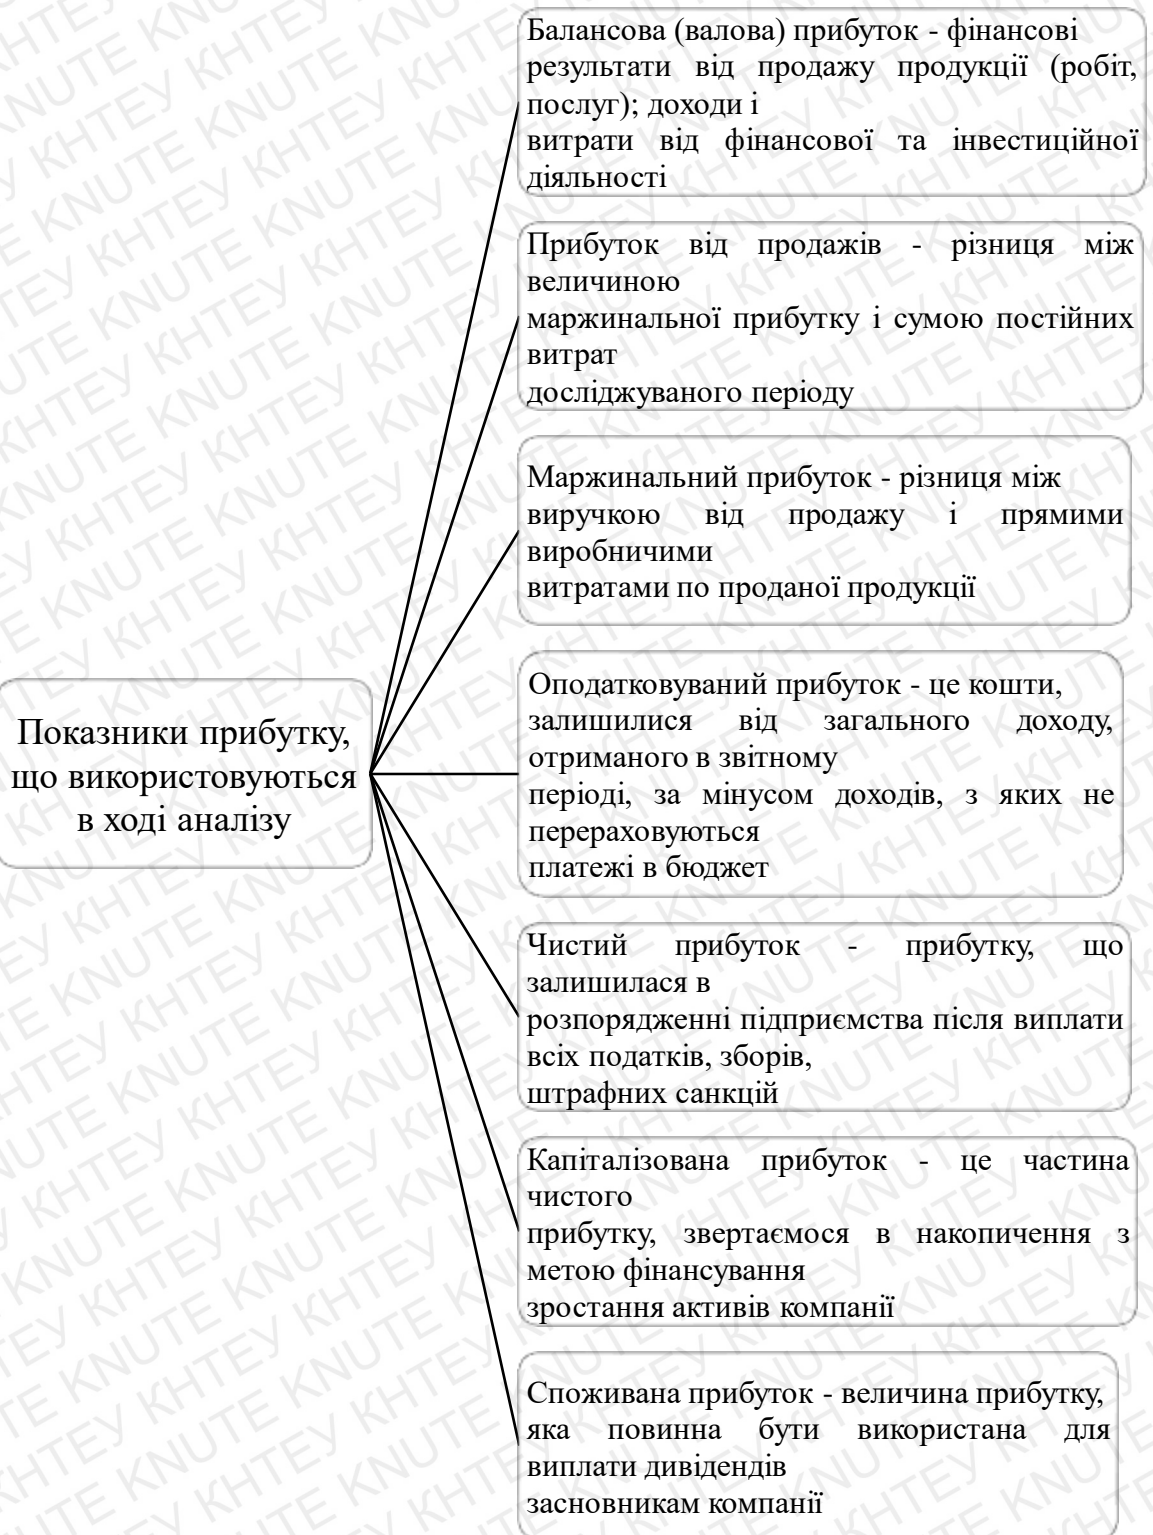 Балансова (валова) прибуток - фінансові
результати від продажу продукції (робіт,
послуг); доходи і
витрати від фінансової та інвестиційної
діяльності
Прибуток від продажів - різниця між
величиною
маржинальної прибутку і сумою постійних
витрат
досліджуваного періоду
Маржинальний прибуток - різниця між
виручкою від продажу і прямими
виробничими
витратами по проданої продукції
Показники прибутку,
що використовуються
в ході аналізу
Оподатковуваний прибуток - це кошти,
залишилися від загального доходу,
отриманого в звітному
періоді, за мінусом доходів, з яких не
перераховуються
платежі в бюджет
Чистий прибуток - прибутку, що
залишилася в
розпорядженні підприємства після виплати
всіх податків, зборів,
штрафних санкцій
Капіталізована прибуток - це частина
чистого
прибутку, звертаємося в накопичення з
метою фінансування
зростання активів компанії
Споживана прибуток - величина прибутку,
яка повинна бути використана для
виплати дивідендів
засновникам компанії